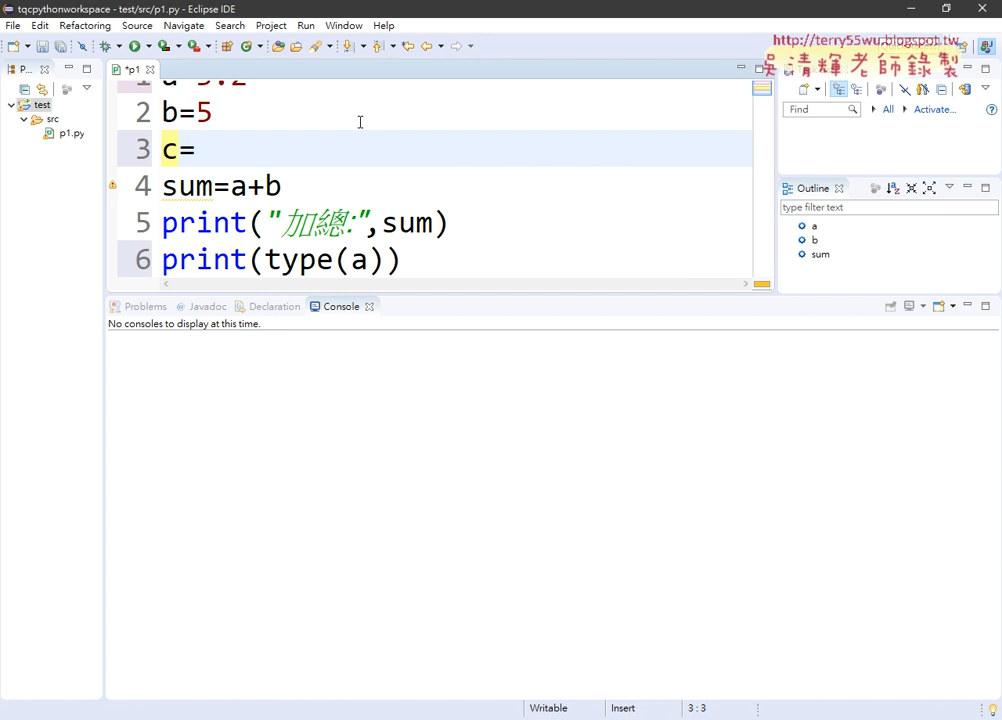 tqcpythonworkspace - test/src/p1.py - Eclipse IDE
File Edit Source Refactoring Navigate Search Project Run Window Help
http://terry55wu.blogspot.tw
吳清輝老師錄製
P...
*p1
test
src
p1.py
2 b=5
3 c=
4 sum=a+b
5 print("加總:",sum)
6 print(type(a))
Find
All
Activate...
Outline
type filter text
a
b
sum
Problems
Javadoc
Declaration
Console
No consoles to display at this time.
Writable
Insert
3 : 3